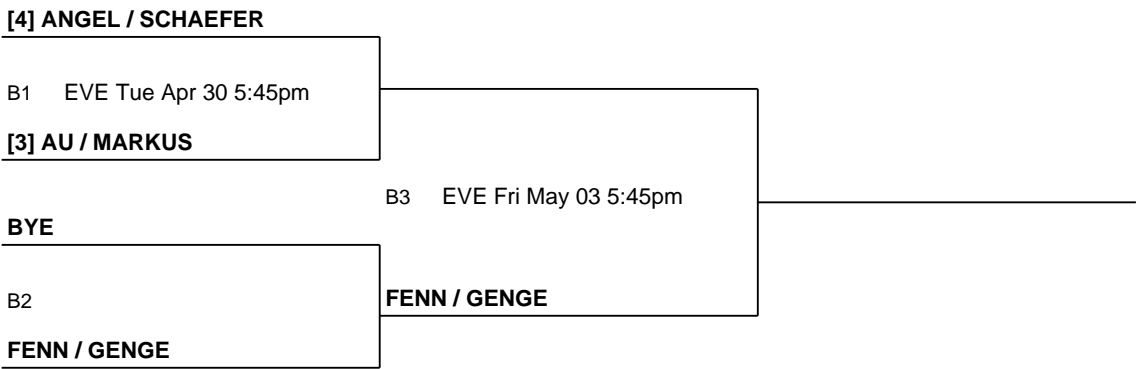 [4] ANGEL / SCHAEFER
B1 EVE Tue Apr 30 5:45pm
[3] AU / MARKUS
B3 EVE Fri May 03 5:45pm
BYE
B2
FENN / GENGE
FENN / GENGE